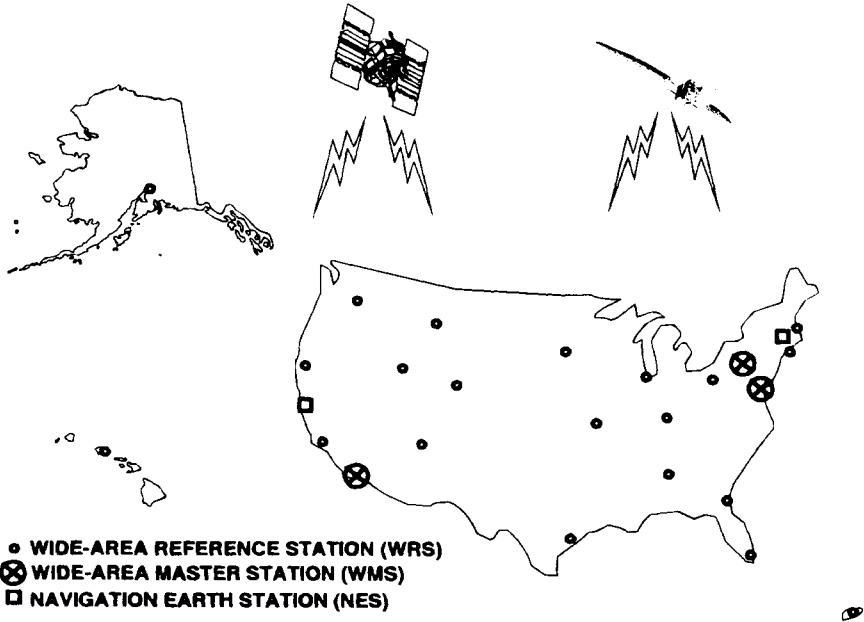 WIDE-AREA REFERENCE STATION (WRS)
WIDE-AREA MASTER STATION (WMS)
NAVIGATION EARTH STATION (NES)